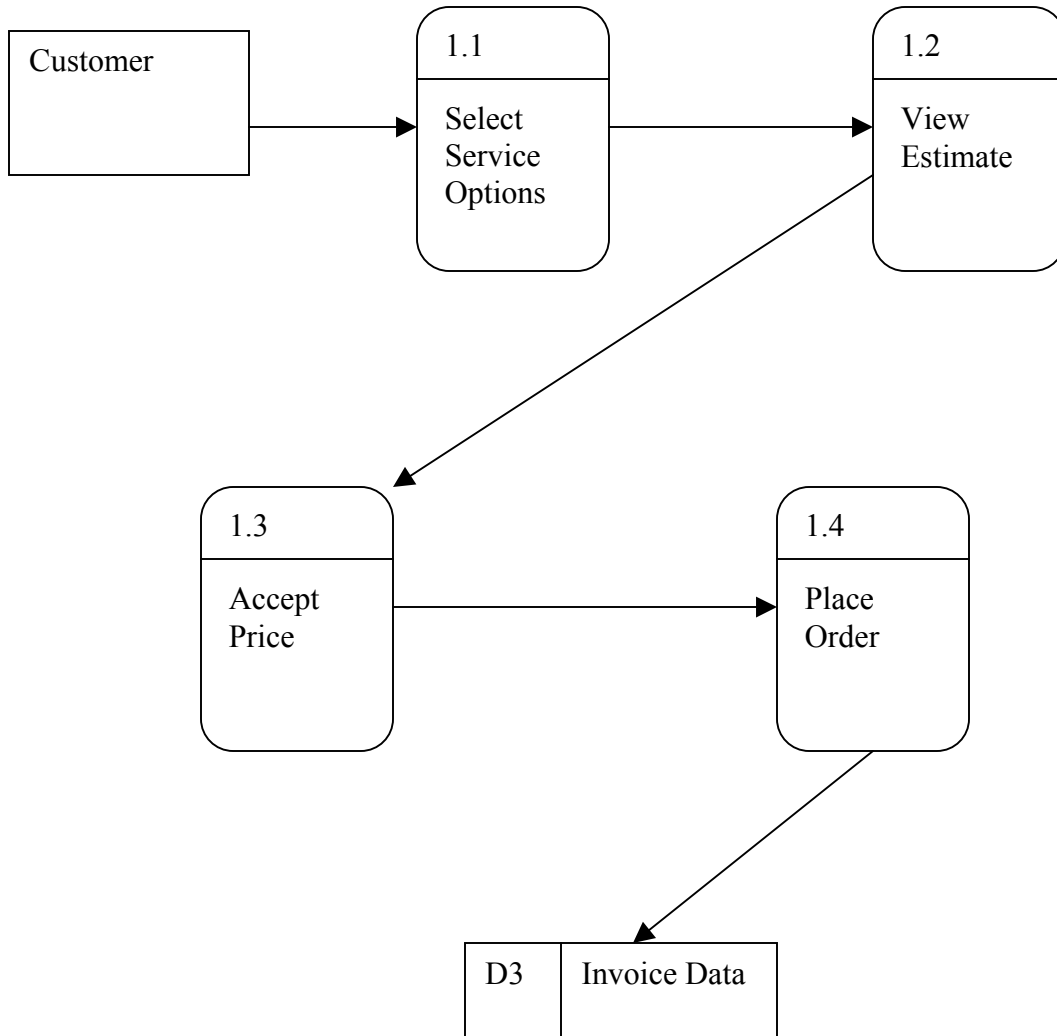 Customer
1.1
Select
Service
Options
1.2
View
Estimate
1.3
Accept
Price
1.4
Place
Order
D3
Invoice Data